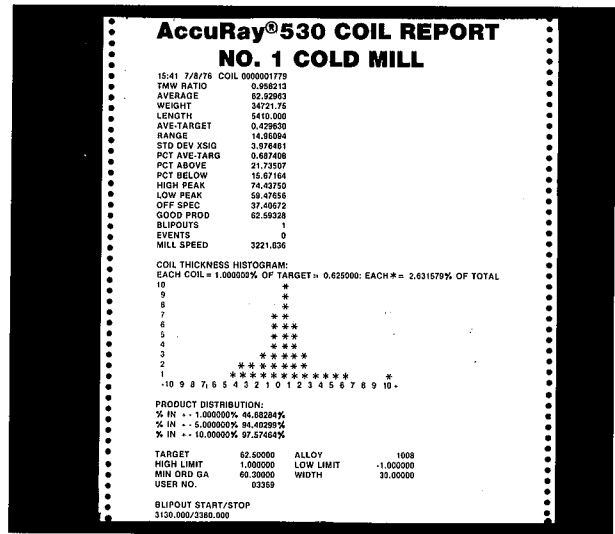 AccuRay®530 COIL REPORT
NO. 1 COLD MILL
15:41 7/8/76 COIL 0000001779
TMW RATIO 0.958213
AVERAGE 62.92963
WEIGHT 34721.75
LENGTH 5410.000
AVE-TARGET 0.429630
RANGE 14.96094
STD DEV XSIG 3.976461
PCT AVE-TARG 0.687408
PCT ABOVE 21.73507
PCT BELOW 15.67164
HIGH PEAK 74.43750
LOW PEAK 59.47656
OFF SPEC 37.40672
GOOD PROD 62.59328
BLIPOUTS 1
EVENTS 0
MILL SPEED 3221.836
COIL THICKNESS HISTOGRAM:
EACH COIL = 1.000000% OF TARGET = 0.625000: EACH * = 2.631579% OF TOTAL
10 *
9 *
8 *
7 * *
6 * * *
5 * * *
4 * * *
3 * * * * *
2 * * * * * * *
1 * * * * * * * * * * * *
-10 9 8 7 6 5 4 3 2 1 0 1 2 3 4 5 6 7 8 9 10 +
PRODUCT DISTRIBUTION:
% IN + - 1.000000% 44.68284%
% IN + - 5.000000% 94.40299%
% IN + - 10.00000% 97.57464%
TARGET 62.50000 ALLOY 1008
HIGH LIMIT 1.000000 LOW LIMIT -1.000000
MIN ORD GA 60.30000 WIDTH 30.00000
USER NO. 03359
BLIPOUT START/STOP
3130.000/3360.000